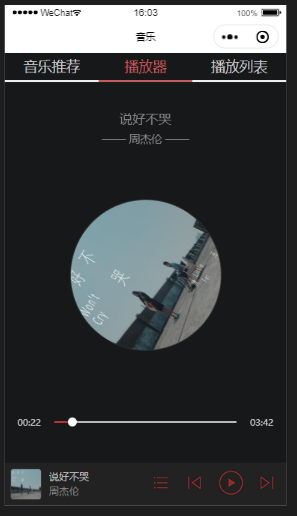 WeChat 16:03 100%
音乐
音乐推荐 播放器 播放列表
说好不哭
—— 周杰伦 ——
好 不 哭
Won't
Cry
00:22 03:42
说好不哭
周杰伦